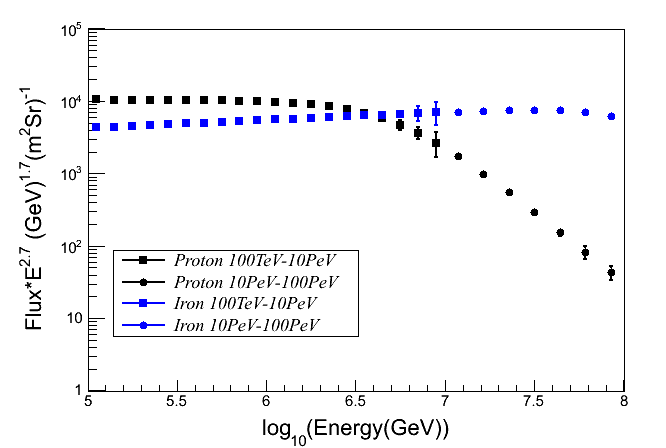 10^5
10^4
10^3
10^2
10
1
Flux*E^2.7 (GeV)^1.7(m^2Sr)^-1
Proton 100TeV-10PeV
Proton 10PeV-100PeV
Iron 100TeV-10PeV
Iron 10PeV-100PeV
5 5.5 6 6.5 7 7.5 8
log_10(Energy(GeV))